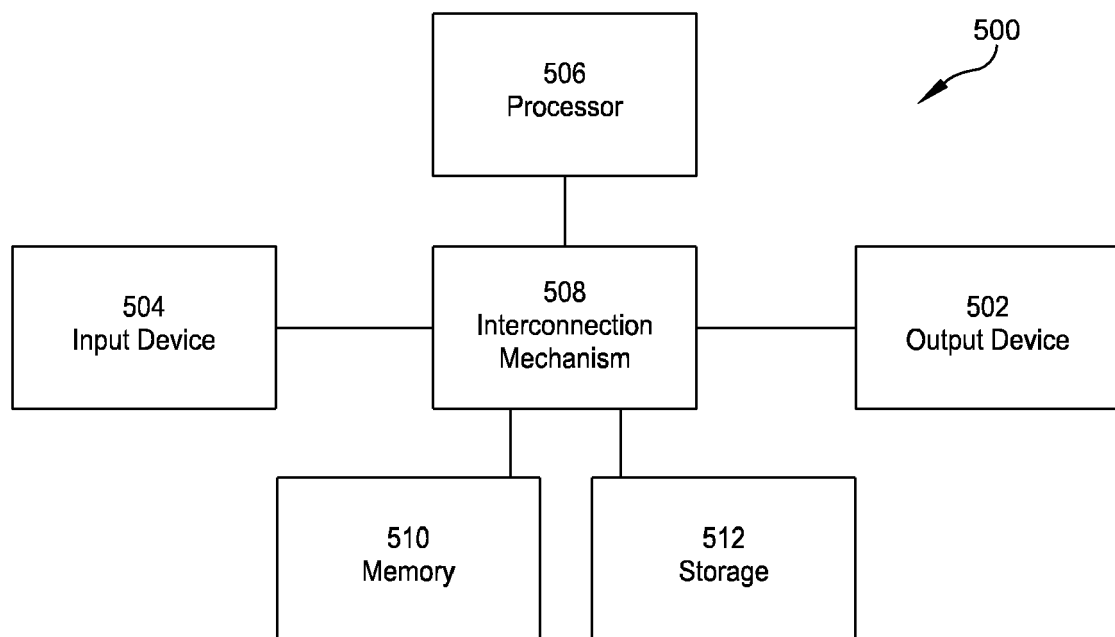 500
506
Processor
504
Input Device
508
Interconnection
Mechanism
502
Output Device
510
Memory
512
Storage